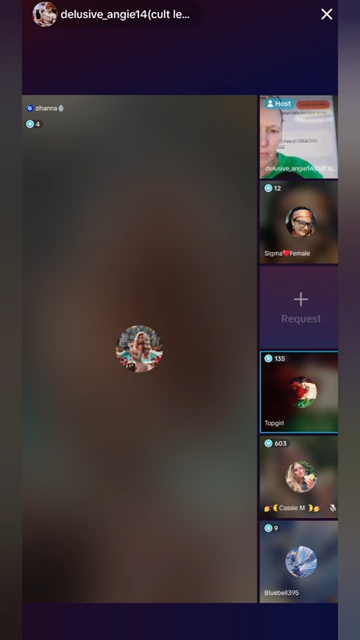 delusive_angie14(cult le...
zihanna
4
Host
delusive_angie14(cult le...
12
Sigma❤️Female
Request
135
Topgirl
603
Cassie M
9
Bluebell395